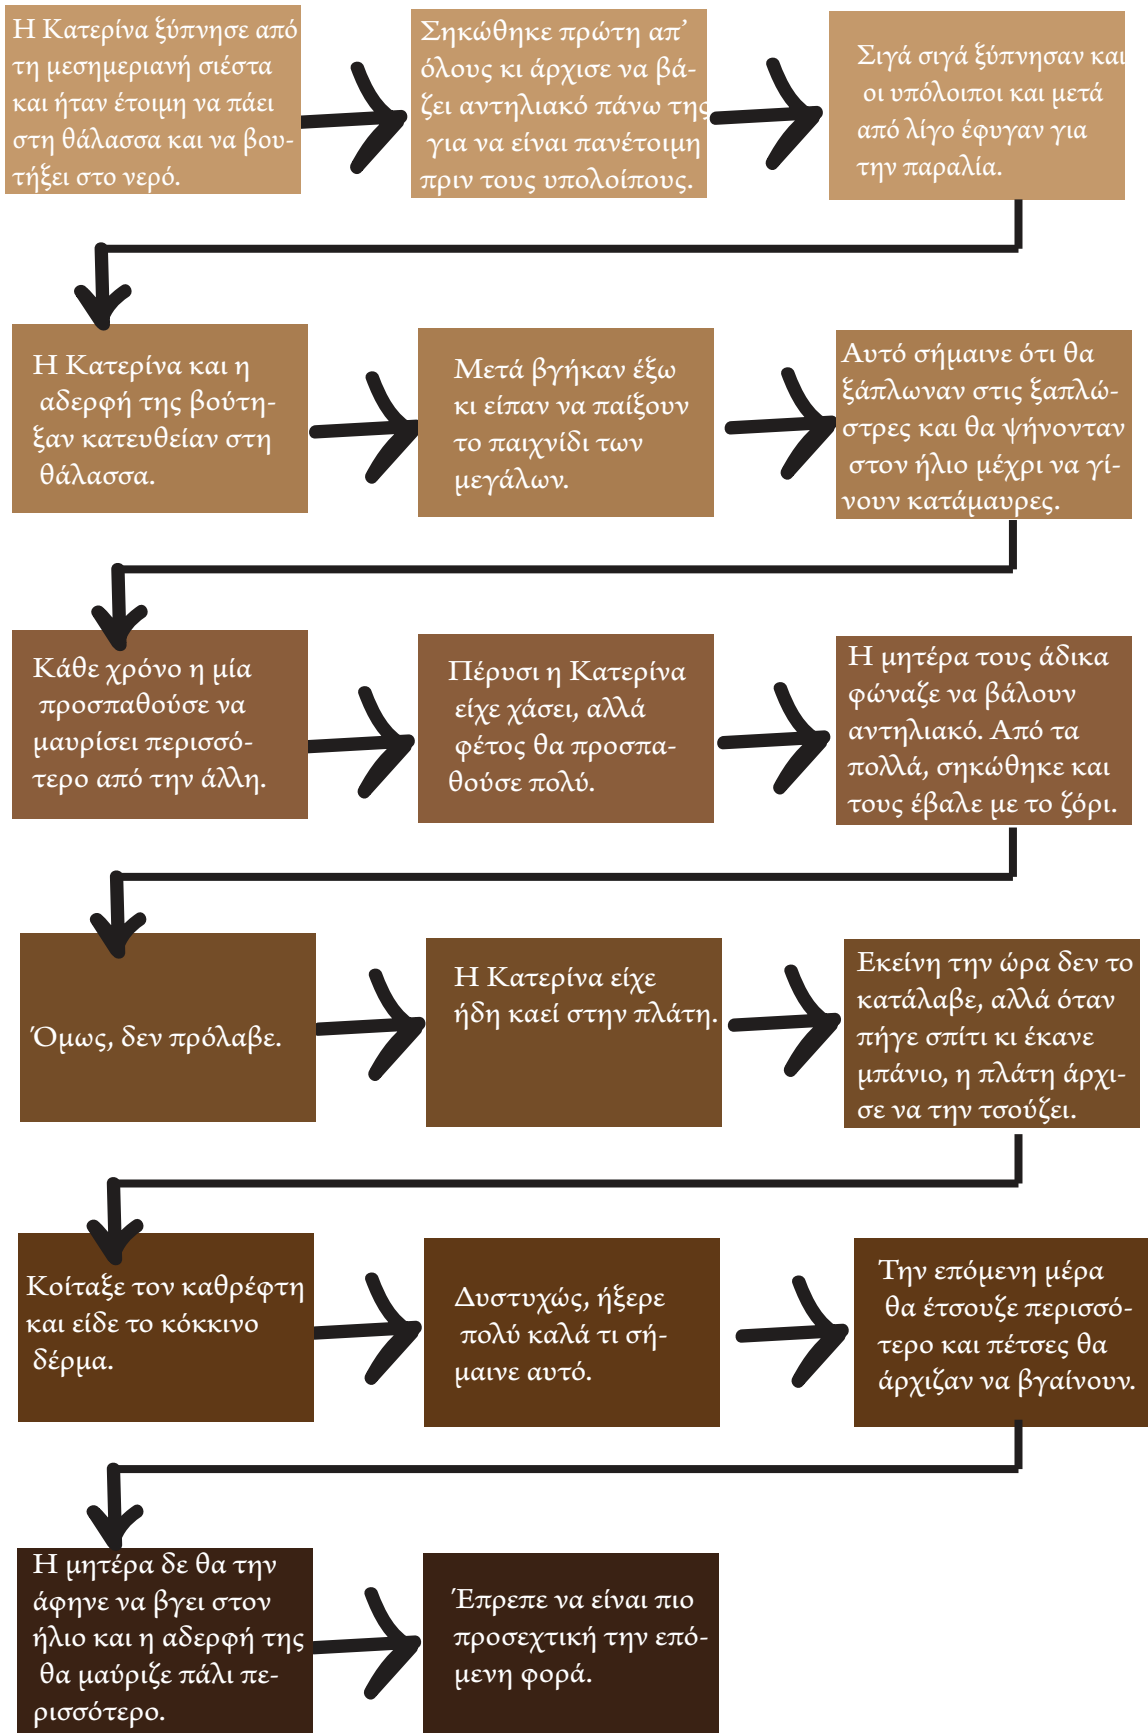 Η Κατερίνα ξύπνησε από
τη μεσημεριανή σιέστα
και ήταν έτοιμη να πάει
στη θάλασσα και να βου-
τήξει στο νερό.
Σηκώθηκε πρώτη απ’
όλους κι άρχισε να βά-
ζει αντηλιακό πάνω της
για να είναι πανέτοιμη
πριν τους υπολοίπους.
Σιγά σιγά ξύπνησαν και
οι υπόλοιποι και μετά
από λίγο έφυγαν για
την παραλία.
Η Κατερίνα και η
αδερφή της βούτη-
ξαν κατευθείαν στη
θάλασσα.
Μετά βγήκαν έξω
κι είπαν να παίξουν
το παιχνίδι των
μεγάλων.
Αυτό σήμαινε ότι θα
ξάπλωναν στις ξαπλώ-
στρες και θα ψήνονταν
στον ήλιο μέχρι να γί-
νουν κατάμαυρες.
Κάθε χρόνο η μία
προσπαθούσε να
μαυρίσει περισσό-
τερο από την άλλη.
Πέρυσι η Κατερίνα
είχε χάσει, αλλά
φέτος θα προσπα-
θούσε πολύ.
Η μητέρα τους άδικα
φώναζε να βάλουν
αντηλιακό. Από τα
πολλά, σηκώθηκε και
τους έβαλε με το ζόρι.
Όμως, δεν πρόλαβε.
Η Κατερίνα είχε
ήδη καεί στην πλάτη.
Εκείνη την ώρα δεν το
κατάλαβε, αλλά όταν
πήγε σπίτι κι έκανε
μπάνιο, η πλάτη άρχι-
σε να την τσούζει.
Κοίταξε τον καθρέφτη
και είδε το κόκκινο
δέρμα.
Δυστυχώς, ήξερε
πολύ καλά τι σή-
μαινε αυτό.
Την επόμενη μέρα
θα έτσουζε περισσό-
τερο και πέτσες θα
άρχιζαν να βγαίνουν.
Η μητέρα δε θα την
άφηνε να βγει στον
ήλιο και η αδερφή της
θα μαύριζε πάλι πε-
ρισσότερο.
Έπρεπε να είναι πιο
προσεχτική την επό-
μενη φορά.